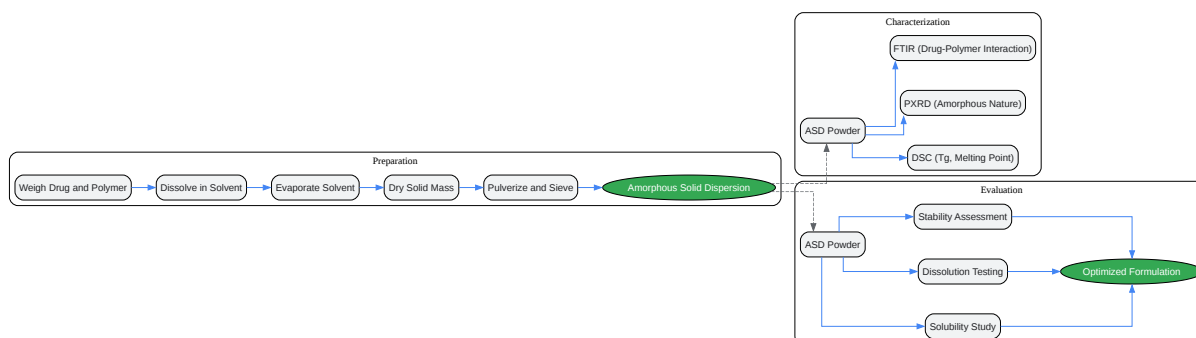 Preparation
Weigh Drug and Polymer
Dissolve in Solvent
Evaporate Solvent
Dry Solid Mass
Pulverize and Sieve
Amorphous Solid Dispersion
Characterization
FTIR (Drug-Polymer Interaction)
PXRD (Amorphous Nature)
ASD Powder
DSC (Tg, Melting Point)
Evaluation
Stability Assessment
ASD Powder
Dissolution Testing
Optimized Formulation
Solubility Study